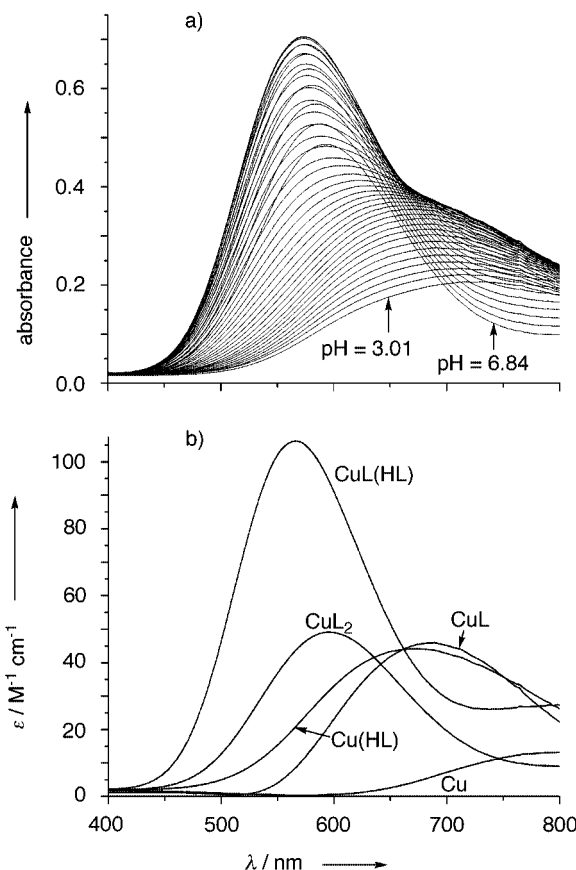 a)
0.6
0.4
0.2
0.0
absorbance
pH = 3.01
pH = 6.84
b)
100
80
60
40
20
0
ε / M⁻¹ cm⁻¹
CuL(HL)
CuL₂
CuL
Cu(HL)
Cu
400 500 600 700 800
λ / nm